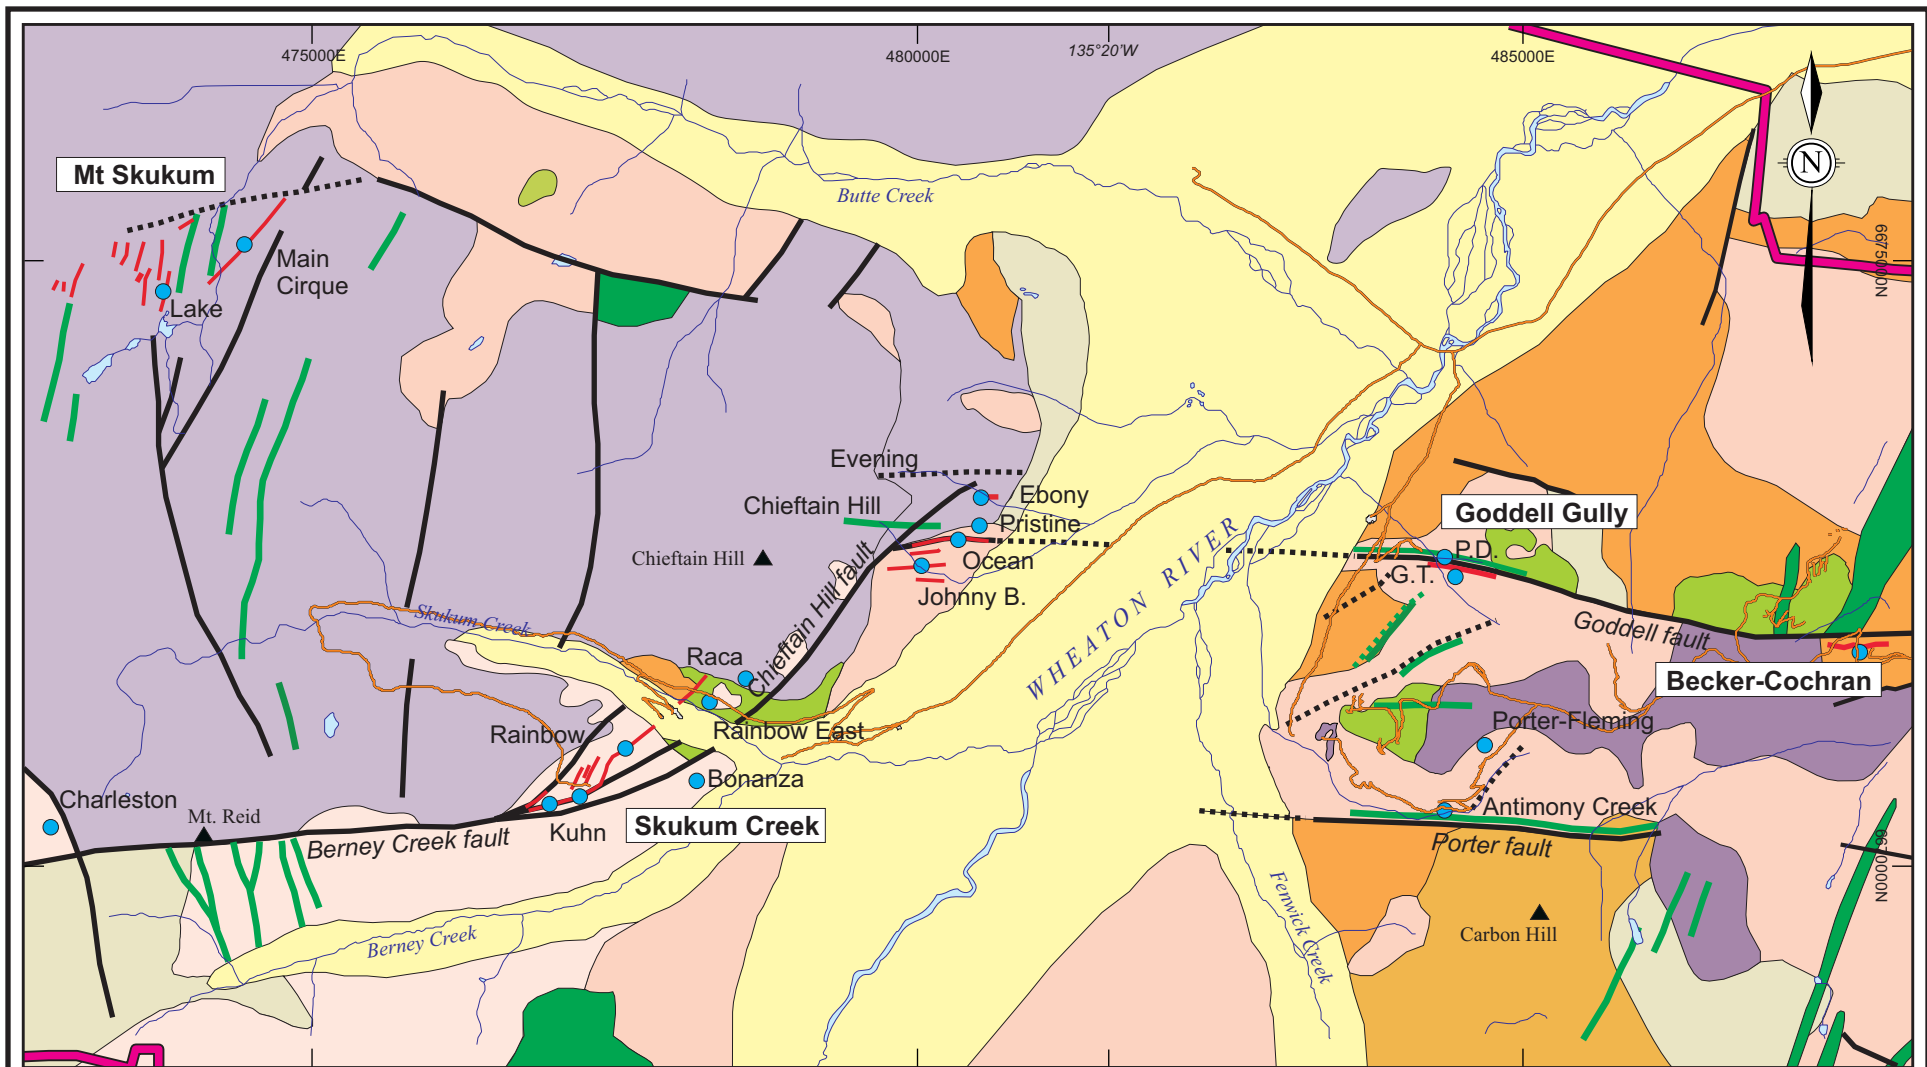 475000E
480000E
135°20'W
485000E
N
Mt Skukum
Butte Creek
6675000N
Main
Cirque
Lake
Evening
Ebony
Chieftain Hill
Pristine
Goddell Gully
P.D.
Chieftain Hill
Ocean
G.T.
Johnny B.
Chieftain Hill fault
WHEATON RIVER
Skukum Creek
Goddell fault
Raca
Becker-Cochran
Rainbow
Rainbow East
Porter-Fleming
Bonanza
Charleston
Mt. Reid
Antimony Creek
Berney Creek fault
Kuhn
Skukum Creek
Porter fault
6670000N
Fenwick Creek
Carbon Hill
Berney Creek